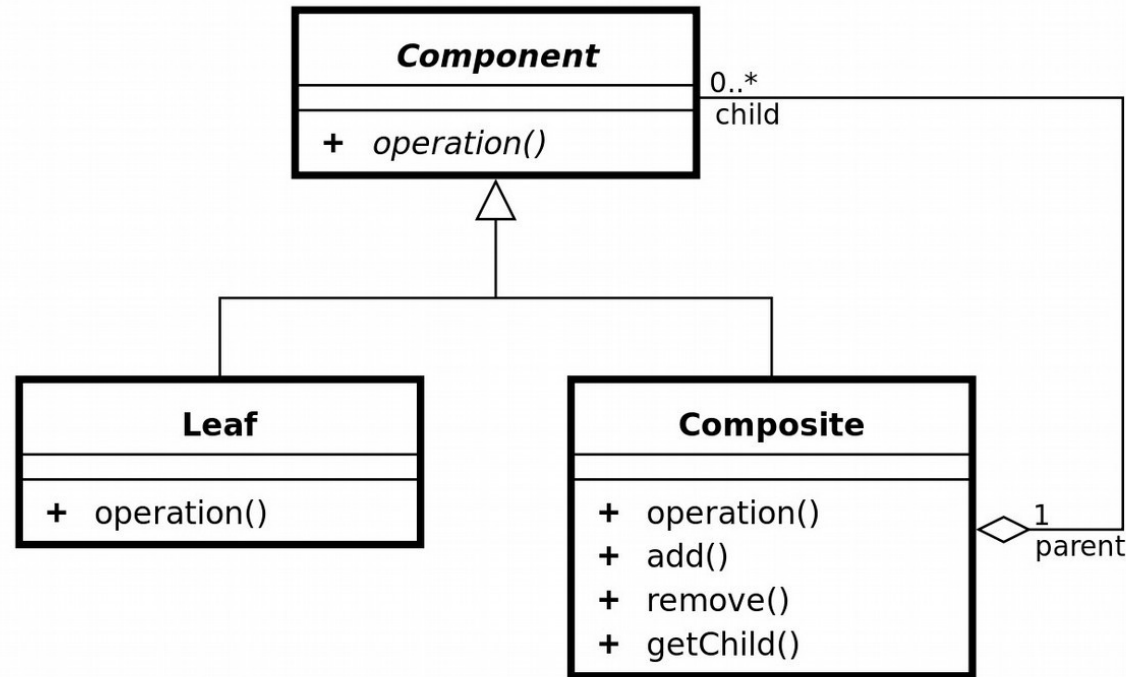 Component
+ operation()
0..*
child
Leaf
+ operation()
Composite
+ operation()
+ add()
+ remove()
+ getChild()
1
parent